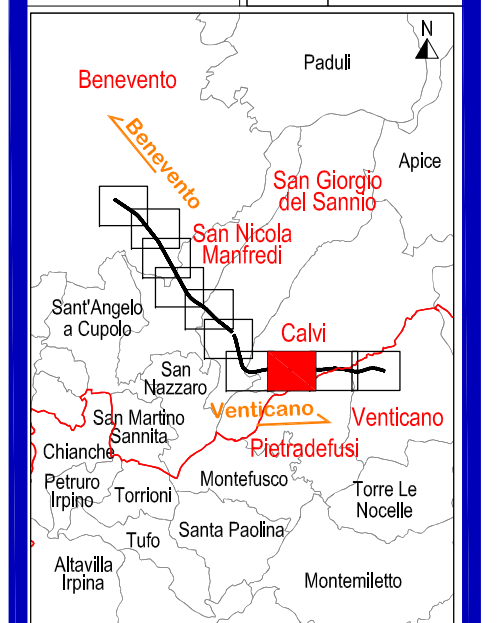 N
Paduli
Benevento
Benevento
Apice
San Giorgio
del Sannio
San Nicola
Manfredi
Sant'Angelo
a Cupolo
Calvi
San
Nazzaro
Venticano
Venticano
San Martino
Sannita
Pietradefusi
Chianche
Montefusco
Petruro
Irpino
Torrioni
Torre Le
Nocelle
Santa Paolina
Tufo
Altavilla
Irpina
Montemiletto